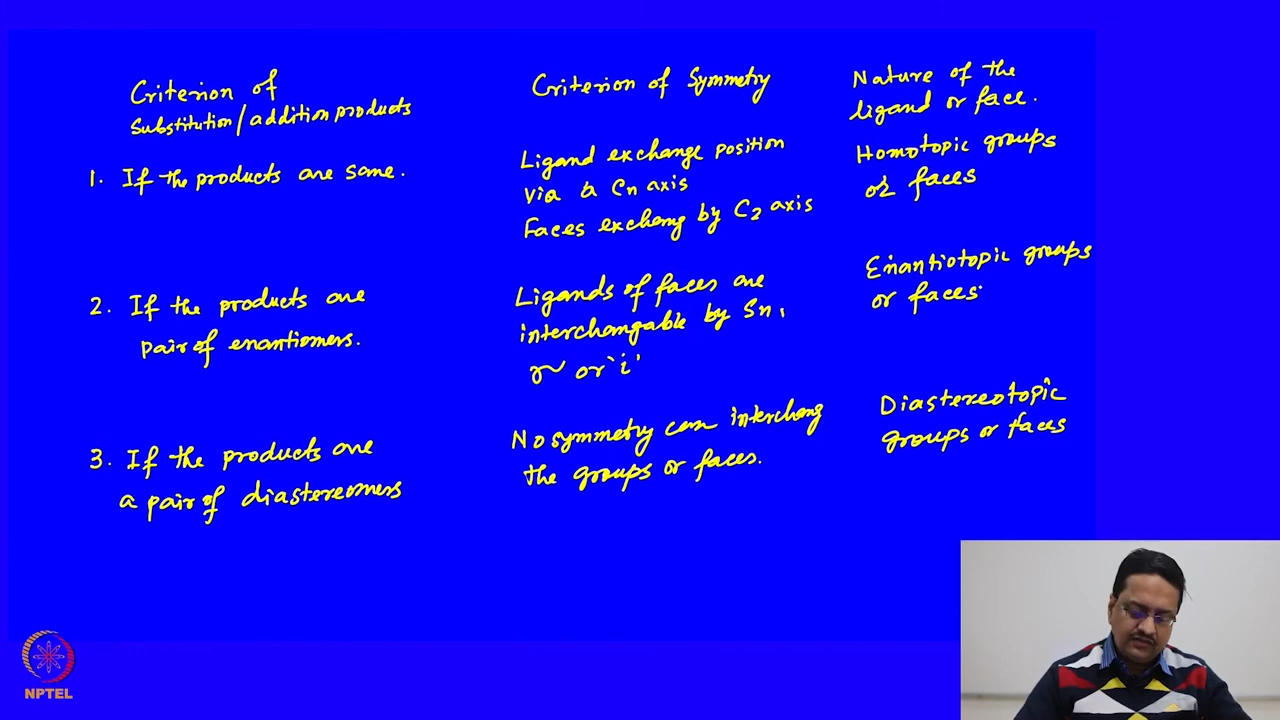 Criterion of
Substitution/addition products
Criterion of Symmetry
Nature of the
ligand or face.
1. If the products are same.
Ligand exchange position
via a Cn axis
Faces exchang by C2 axis
Homotopic groups
or faces
2. If the products are
pair of enantiomers.
Ligands of faces are
interchangable by Sn,
σ or 'i'
Enantiotopic groups
or faces
3. If the products are
a pair of diastereomers
No symmetry can interchang
the groups or faces.
Diastereotopic
groups or faces
NPTEL